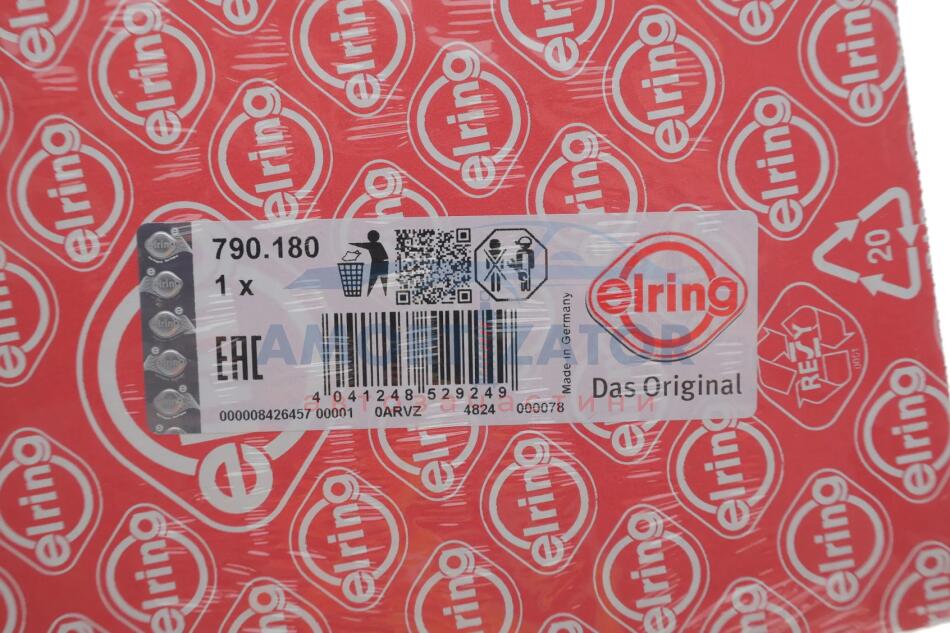 790.180
1 x
EAC
4 041248 529249
000008426457 00001 0ARVZ 4824 000078
Made in Germany
elring
Das Original
AMORTIZATOR
автозапчастини
20
RESY